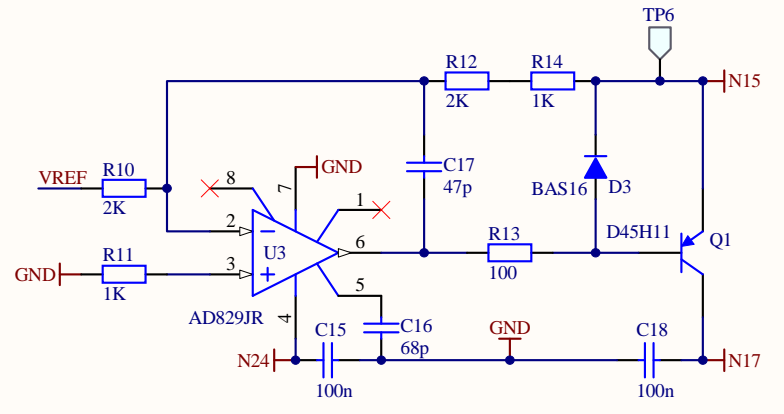 TP6
R12
R14
N15
2K
1K
VREF
R10
2K
8
7
GND
C17
47p
1
BAS16
D3
2
U3
6
R13
100
D45H11
Q1
GND
R11
1K
3
5
AD829JR
4
C15
C16
68p
GND
C18
N24
N17
100n
100n